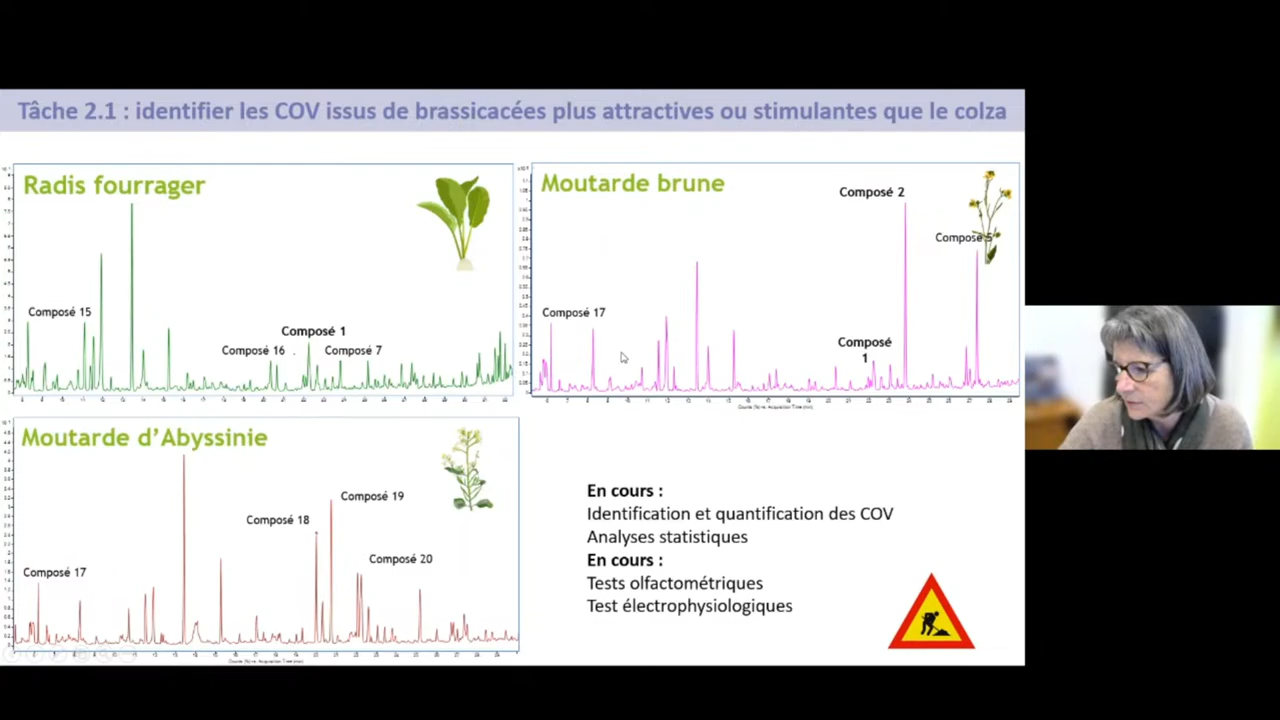 Tâche 2.1 : identifier les COV issus de brassicacées plus attractives ou stimulantes que le colza
Radis fourrager
Composé 15
Composé 1
Composé 16
Composé 7
Moutarde brune
Composé 2
Composé 5
Composé 17
Composé
1
Moutarde d'Abyssinie
Composé 19
Composé 18
Composé 20
Composé 17
En cours :
Identification et quantification des COV
Analyses statistiques
En cours :
Tests olfactométriques
Test électrophysiologiques